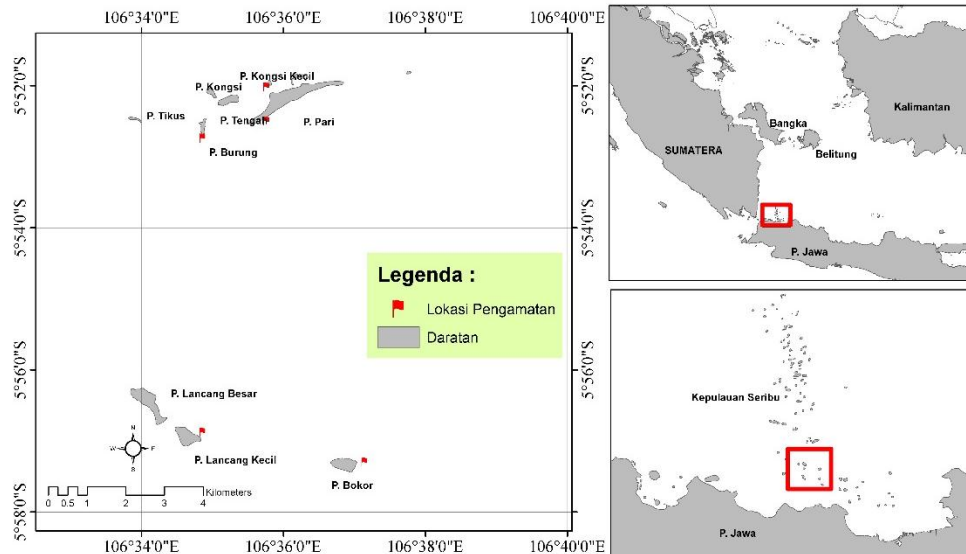 106°34'0"E
106°36'0"E
106°38'0"E
106°40'0"E
5°52'0"S
5°54'0"S
5°56'0"S
5°58'0"S
P. Kongsi Kecil
P. Kongsi
P. Tikus
P. Tengah
P. Pari
P. Burung
Legenda :
Lokasi Pengamatan
Daratan
P. Lancang Besar
P. Lancang Kecil
P. Bokor
N
W
E
S
0 0.5 1 2 3 4
Kilometers
5°52'0"S
5°54'0"S
5°56'0"S
5°58'0"S
106°34'0"E
106°36'0"E
106°38'0"E
106°40'0"E
Kalimantan
Bangka
SUMATERA
Belitung
P. Jawa
Kepulauan Seribu
P. Jawa